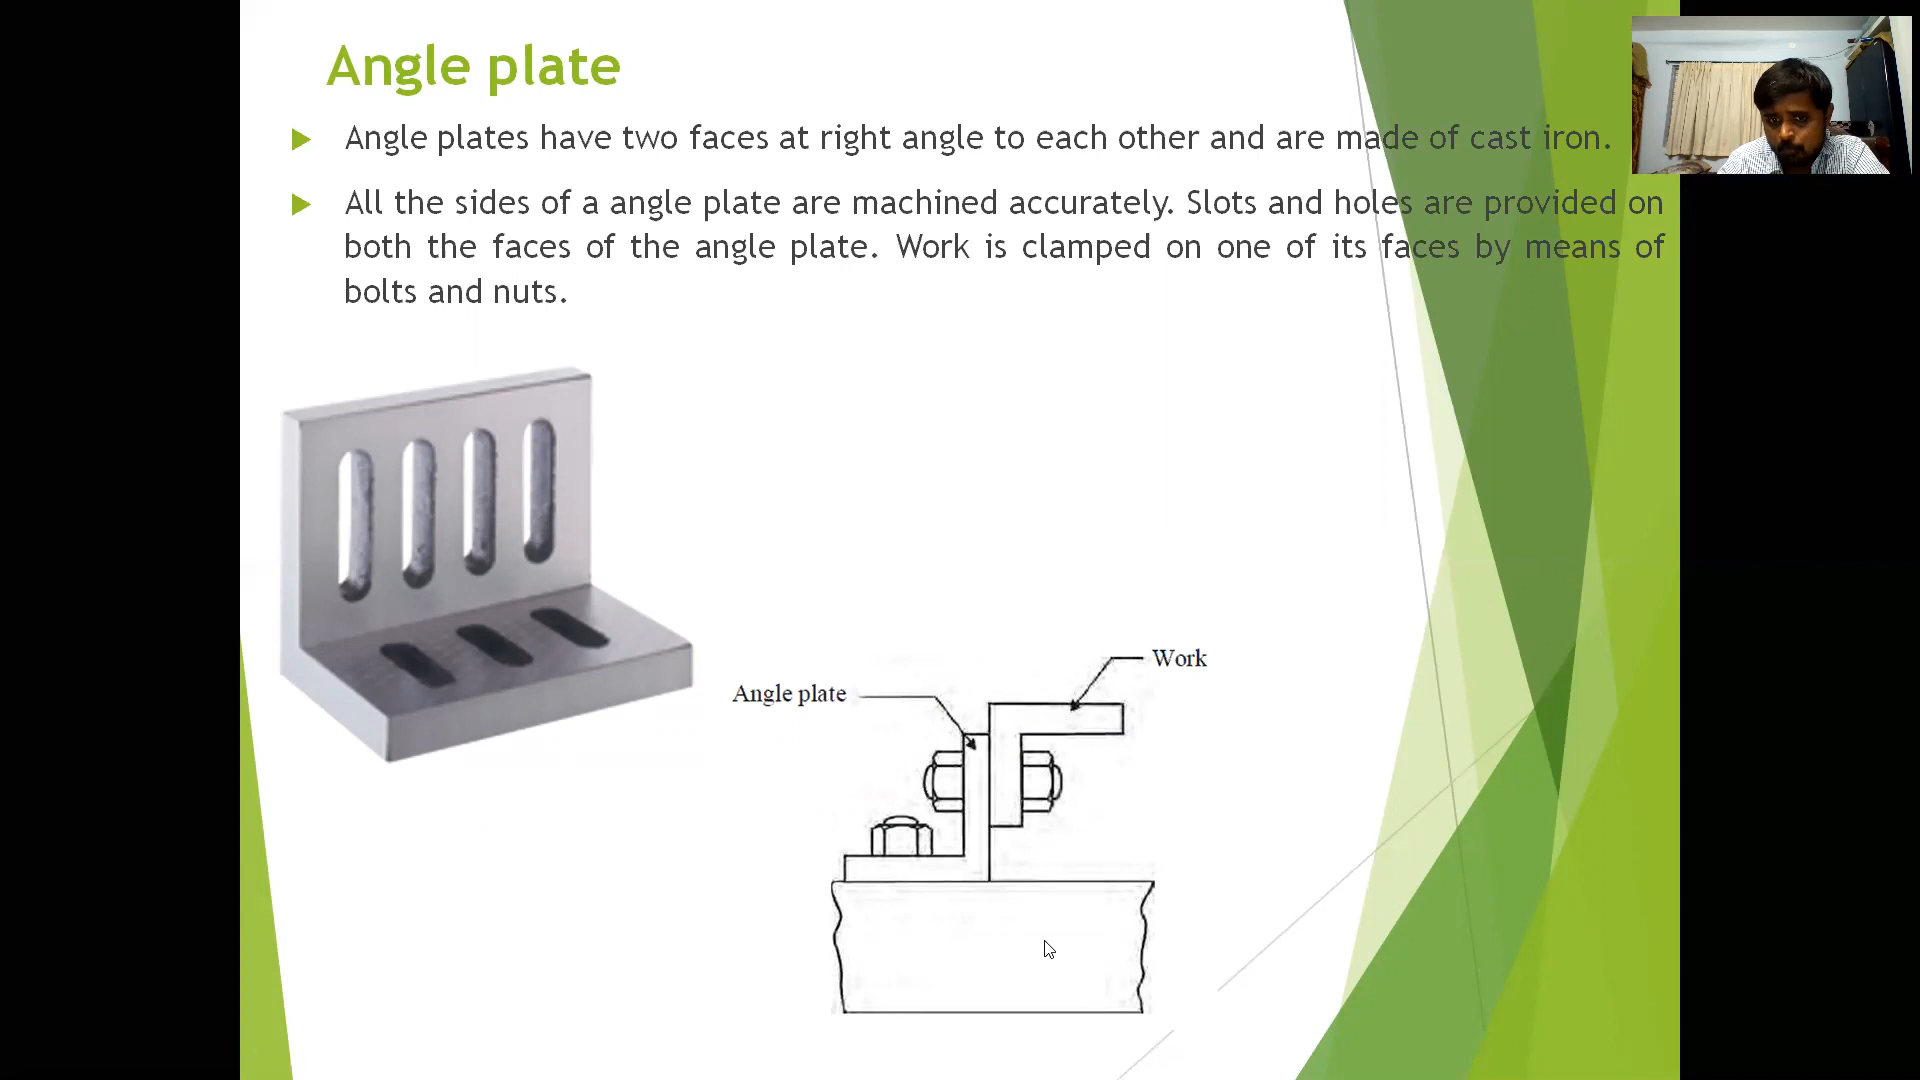 Angle plate
Angle plates have two faces at right angle to each other and are made of cast iron.
All the sides of a angle plate are machined accurately. Slots and holes are provided on
both the faces of the angle plate. Work is clamped on one of its faces by means of
bolts and nuts.
Work
Angle plate